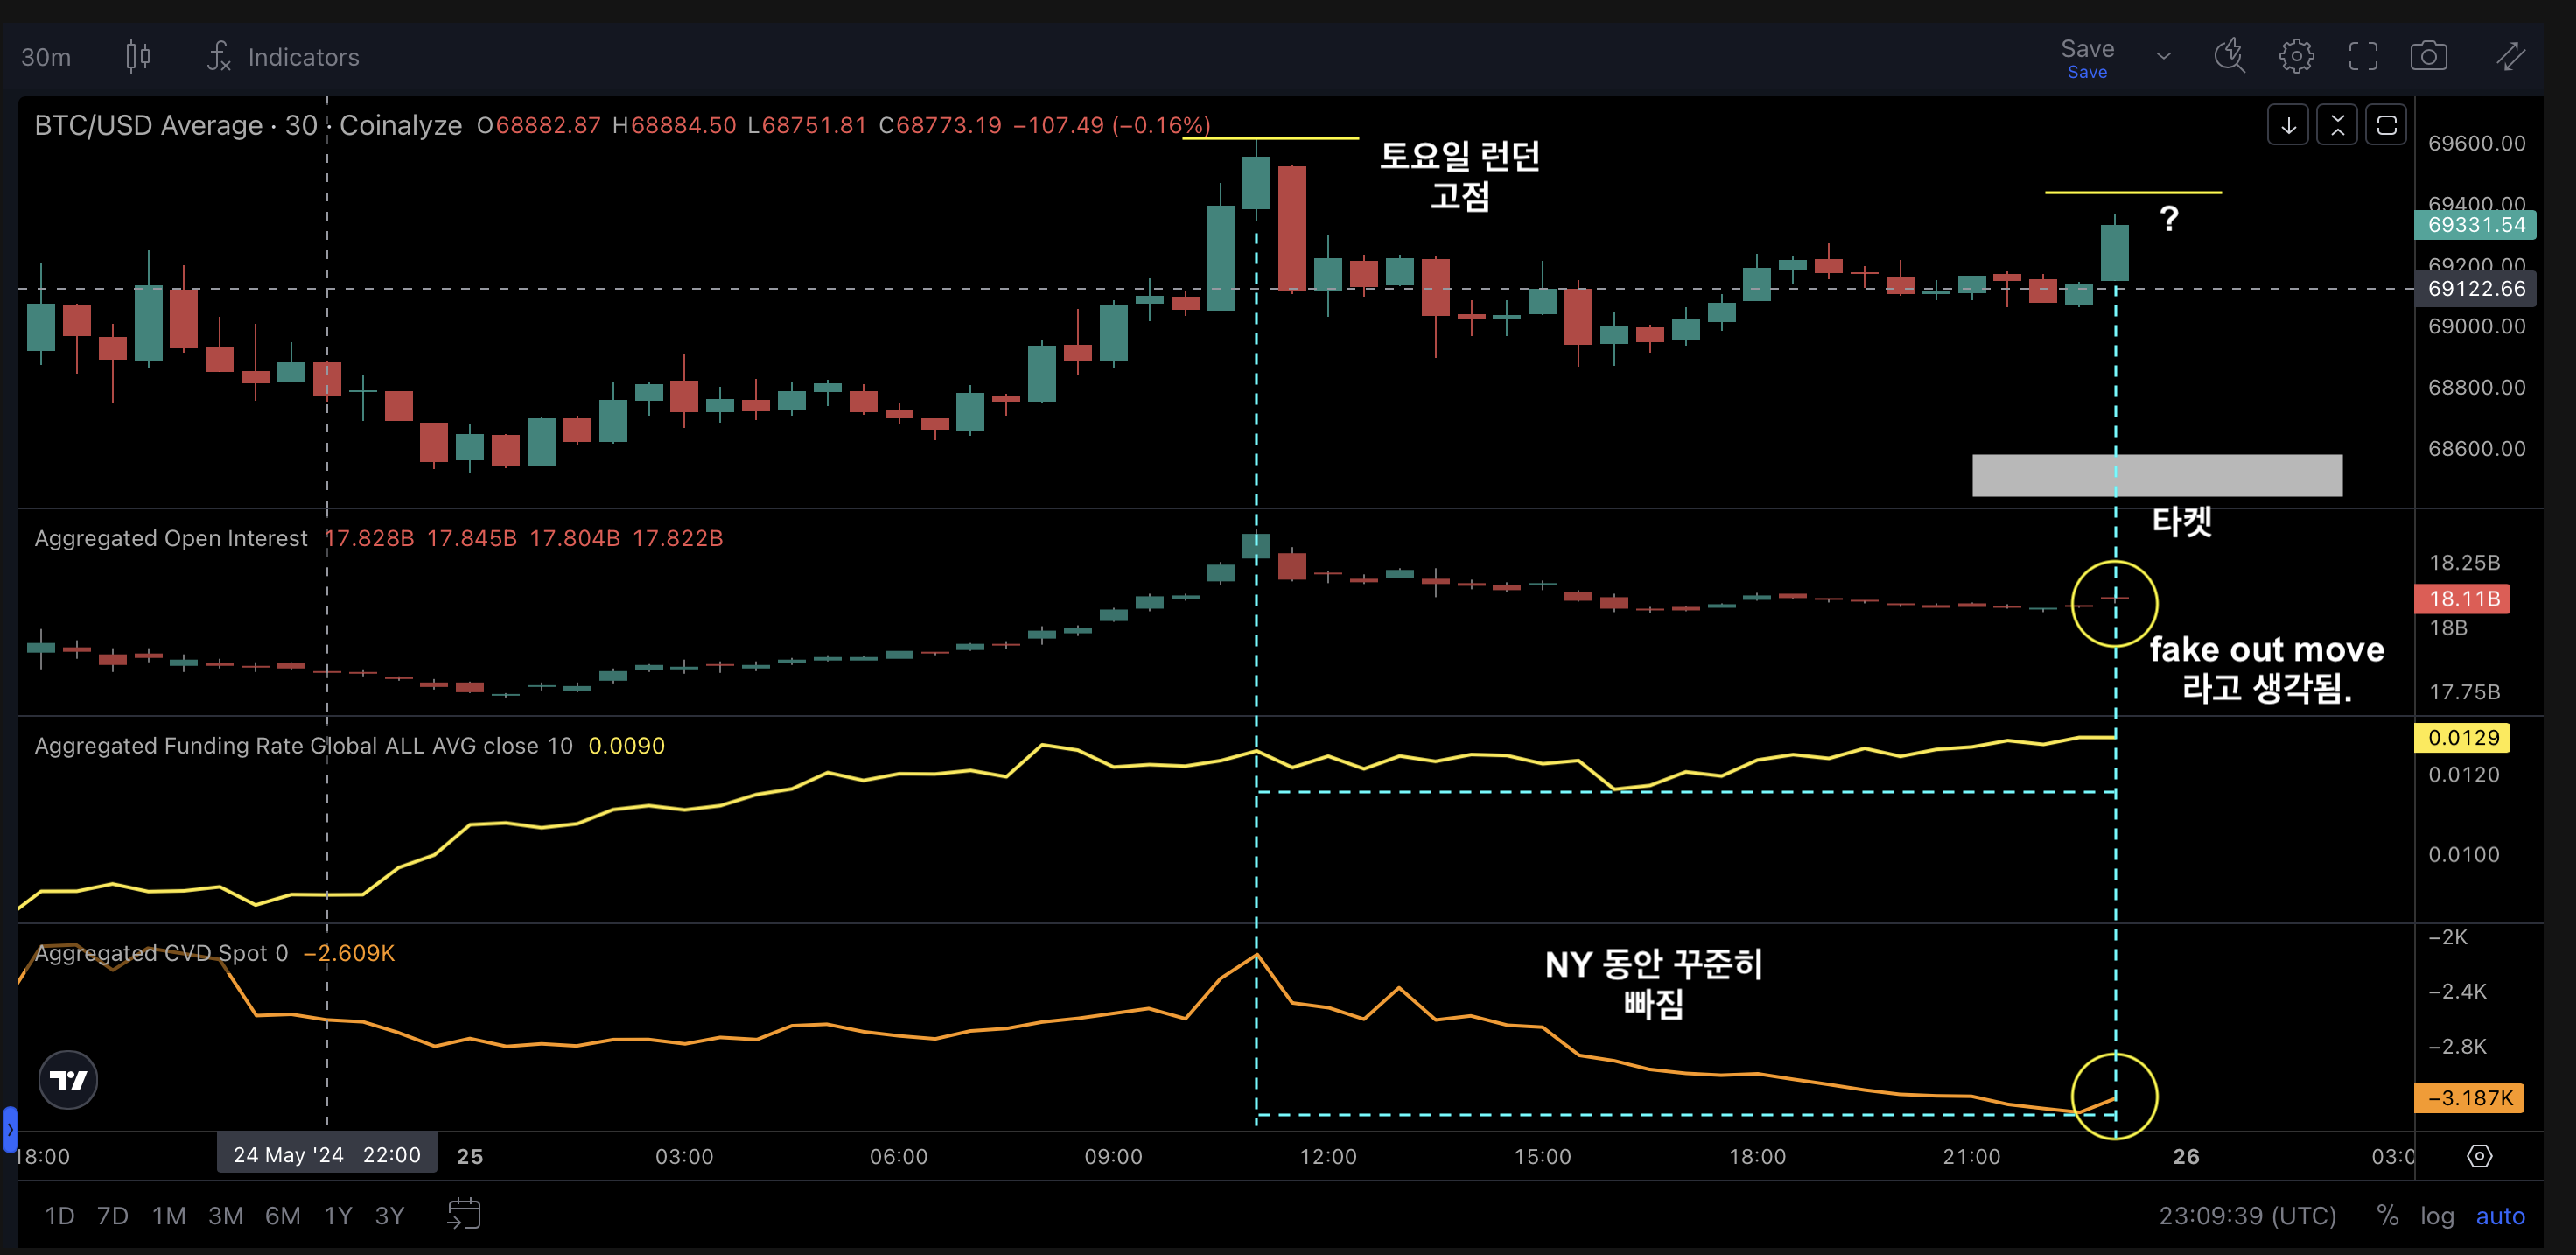 30m Indicators Save
Save
BTC/USD Average · 30 · Coinalyze O68882.87 H68884.50 L68751.81 C68773.19 −107.49 (−0.16%)
토요일 런던
고점
?
69600.00
69400.00
69331.54
69200.00
69122.66
69000.00
68800.00
68600.00
타켓
Aggregated Open Interest 17.828B 17.845B 17.804B 17.822B
18.25B
18.11B
18B
17.75B
fake out move
라고 생각됨.
Aggregated Funding Rate Global ALL AVG close 10 0.0090
0.0129
0.0120
0.0100
Aggregated CVD Spot 0 −2.609K
NY 동안 꾸준히
빠짐
−2K
−2.4K
−2.8K
−3.187K
18:00 24 May '24 22:00 25 03:00 06:00 09:00 12:00 15:00 18:00 21:00 26
1D 7D 1M 3M 6M 1Y 3Y 23:09:39 (UTC) % log auto